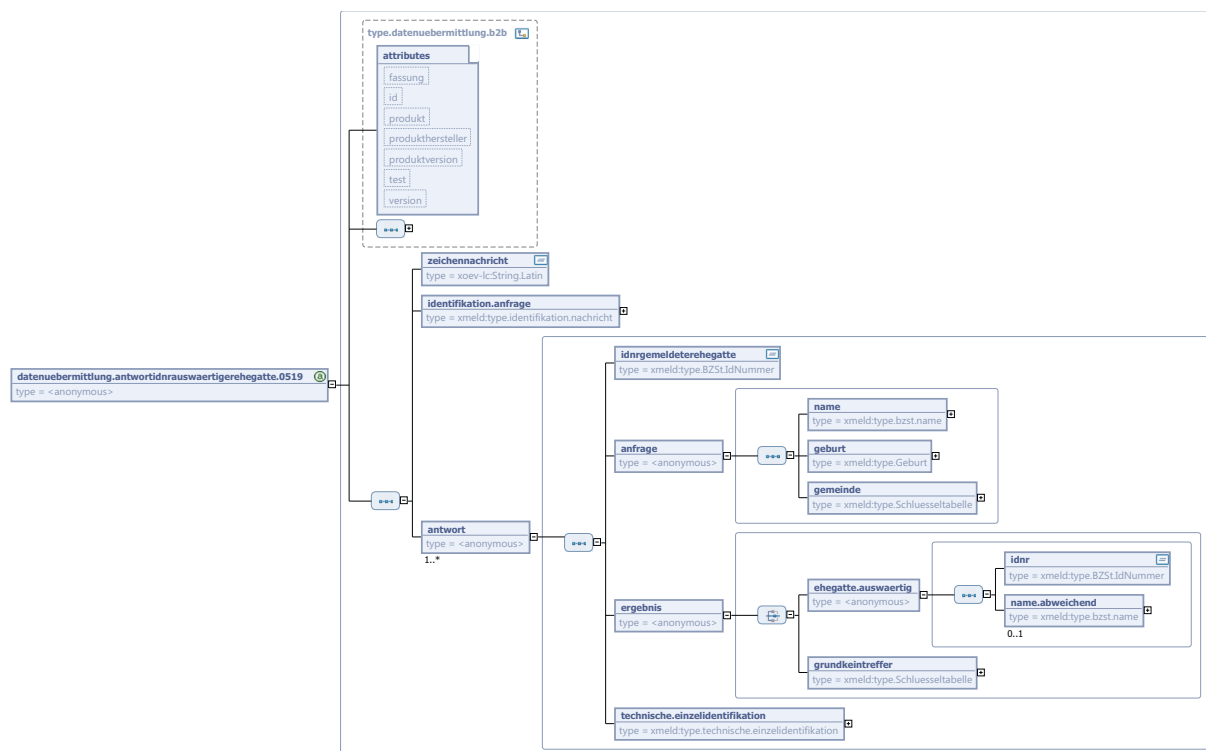 type.datenuebermittlung.b2b
attributes
fassung
id
produkt
produkthersteller
produktversion
test
version
zeichennachricht
type = xoev-lc:String.Latin
identifikation.anfrage
type = xmeld:type.identifikation.nachricht
datenuebermittlung.antwortidnrauswaertigerehegatte.0519 a
type = <anonymous>
idnrgemeldeterehegatte
type = xmeld:type.BZSt.IdNummer
anfrage
type = <anonymous>
name
type = xmeld:type.bzst.name
geburt
type = xmeld:type.Geburt
gemeinde
type = xmeld:type.Schluesseltabelle
antwort
type = <anonymous>
1..*
ergebnis
type = <anonymous>
ehegatte.auswaertig
type = <anonymous>
idnr
type = xmeld:type.BZSt.IdNummer
name.abweichend
type = xmeld:type.bzst.name
0..1
grundkeintreffer
type = xmeld:type.Schluesseltabelle
technische.einzelidentifikation
type = xmeld:type.technische.einzelidentifikation